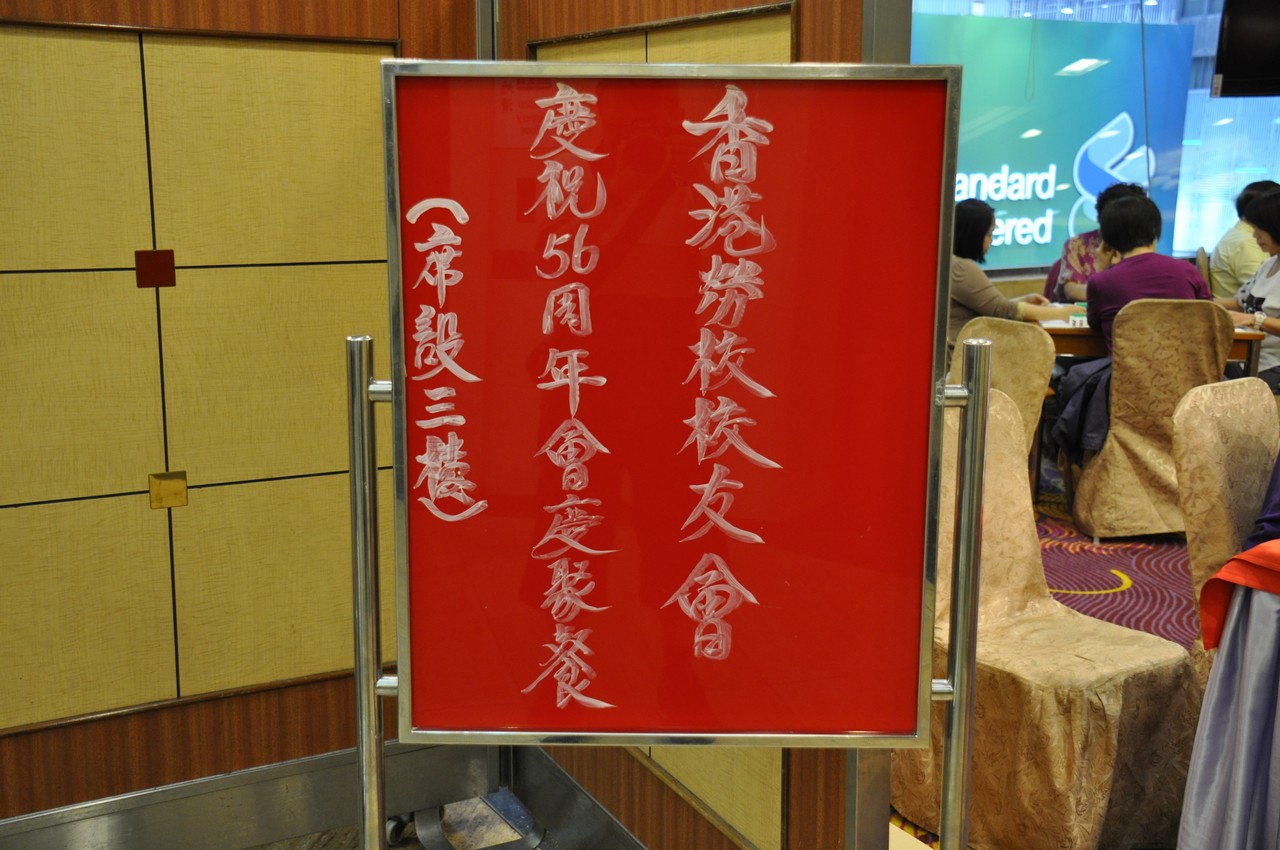 香港勞校校友會
慶祝56周年會慶聚餐
(席設三樓)
andard
ered